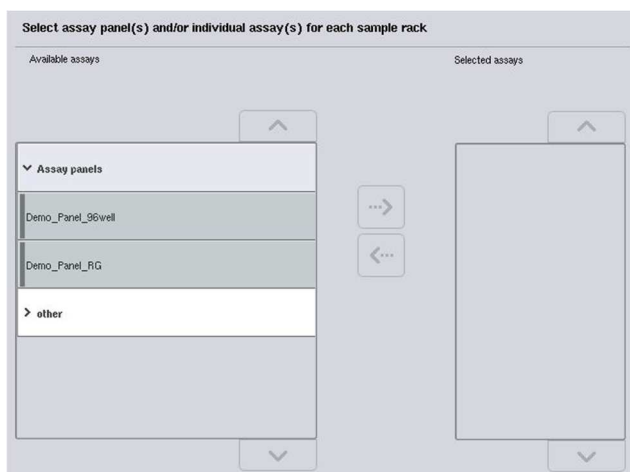 Select assay panel(s) and/or individual assay(s) for each sample rack
Available assays
Selected assays
Assay panels
Demo_Panel_96well
Demo_Panel_RG
other